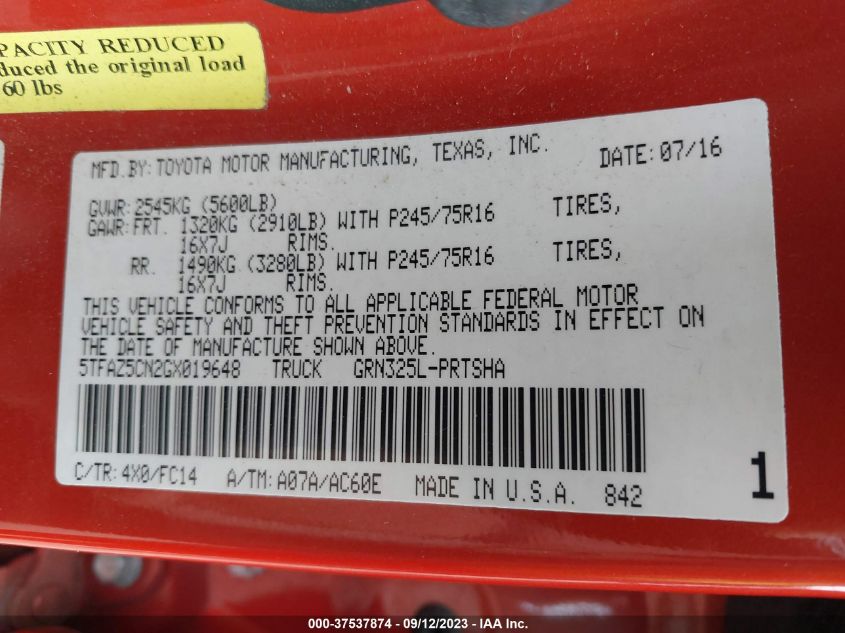 PACITY REDUCED
duced the original load
60 lbs
MFD.BY: TOYOTA MOTOR MANUFACTURING, TEXAS, INC. DATE: 07/16
GVWR: 2545KG (5600LB)
GAWR: FRT. 1320KG (2910LB) WITH P245/75R16 TIRES,
16X7J RIMS.
RR. 1490KG (3280LB) WITH P245/75R16 TIRES,
16X7J RIMS.
THIS VEHICLE CONFORMS TO ALL APPLICABLE FEDERAL MOTOR
VEHICLE SAFETY AND THEFT PREVENTION STANDARDS IN EFFECT ON
THE DATE OF MANUFACTURE SHOWN ABOVE.
5TFAZ5CN2GX019648 TRUCK GRN325L-PRTSHA
C/TR: 4X0/FC14 A/TM: A07A/AC60E MADE IN U.S.A. 842 1
000-37537874 - 09/12/2023 - IAA Inc.